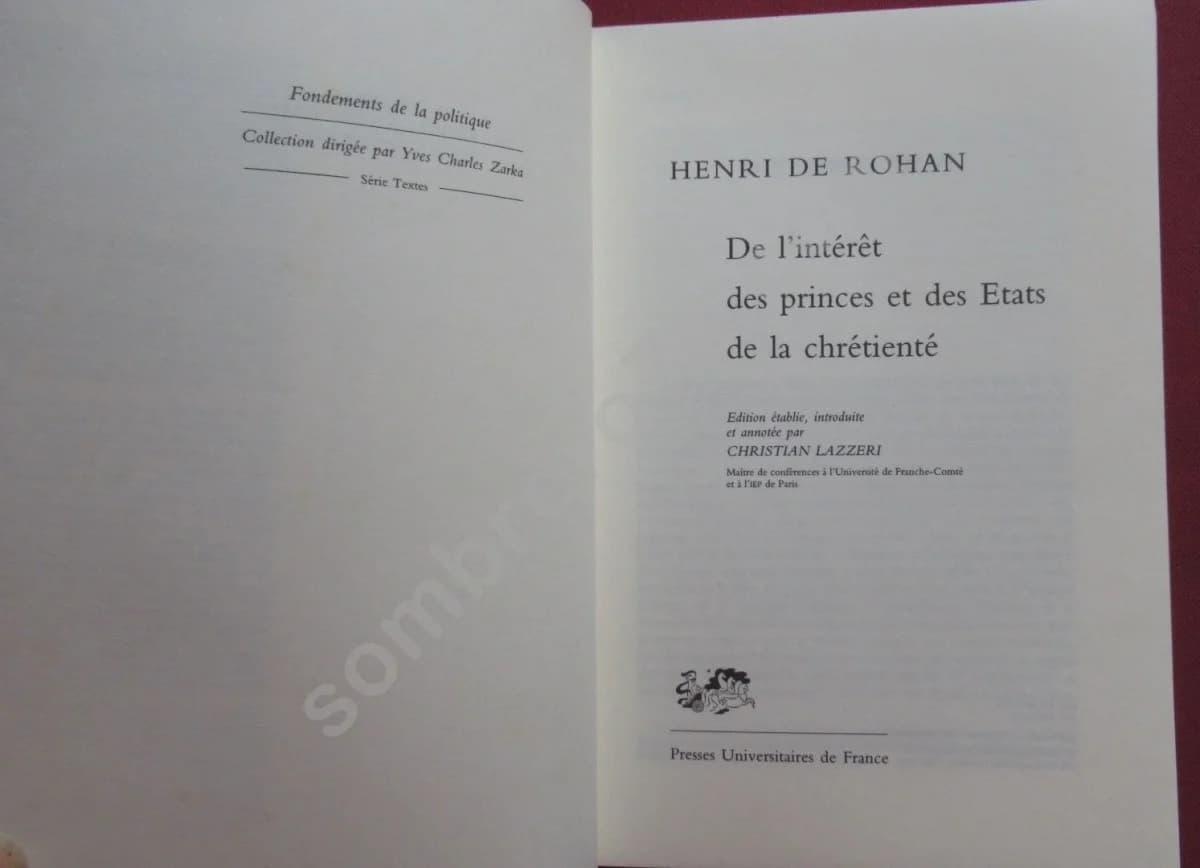 Fondements de la politique
Collection dirigée par Yves Charles Zarka
Série Textes
HENRI DE ROHAN
De l'intérêt
des princes et des Etats
de la chrétienté
Edition établie, introduite
et annotée par
CHRISTIAN LAZZERI
Maître de conférences à l'Université de Franche-Comté
et à l'IEP de Paris
Presses Universitaires de France